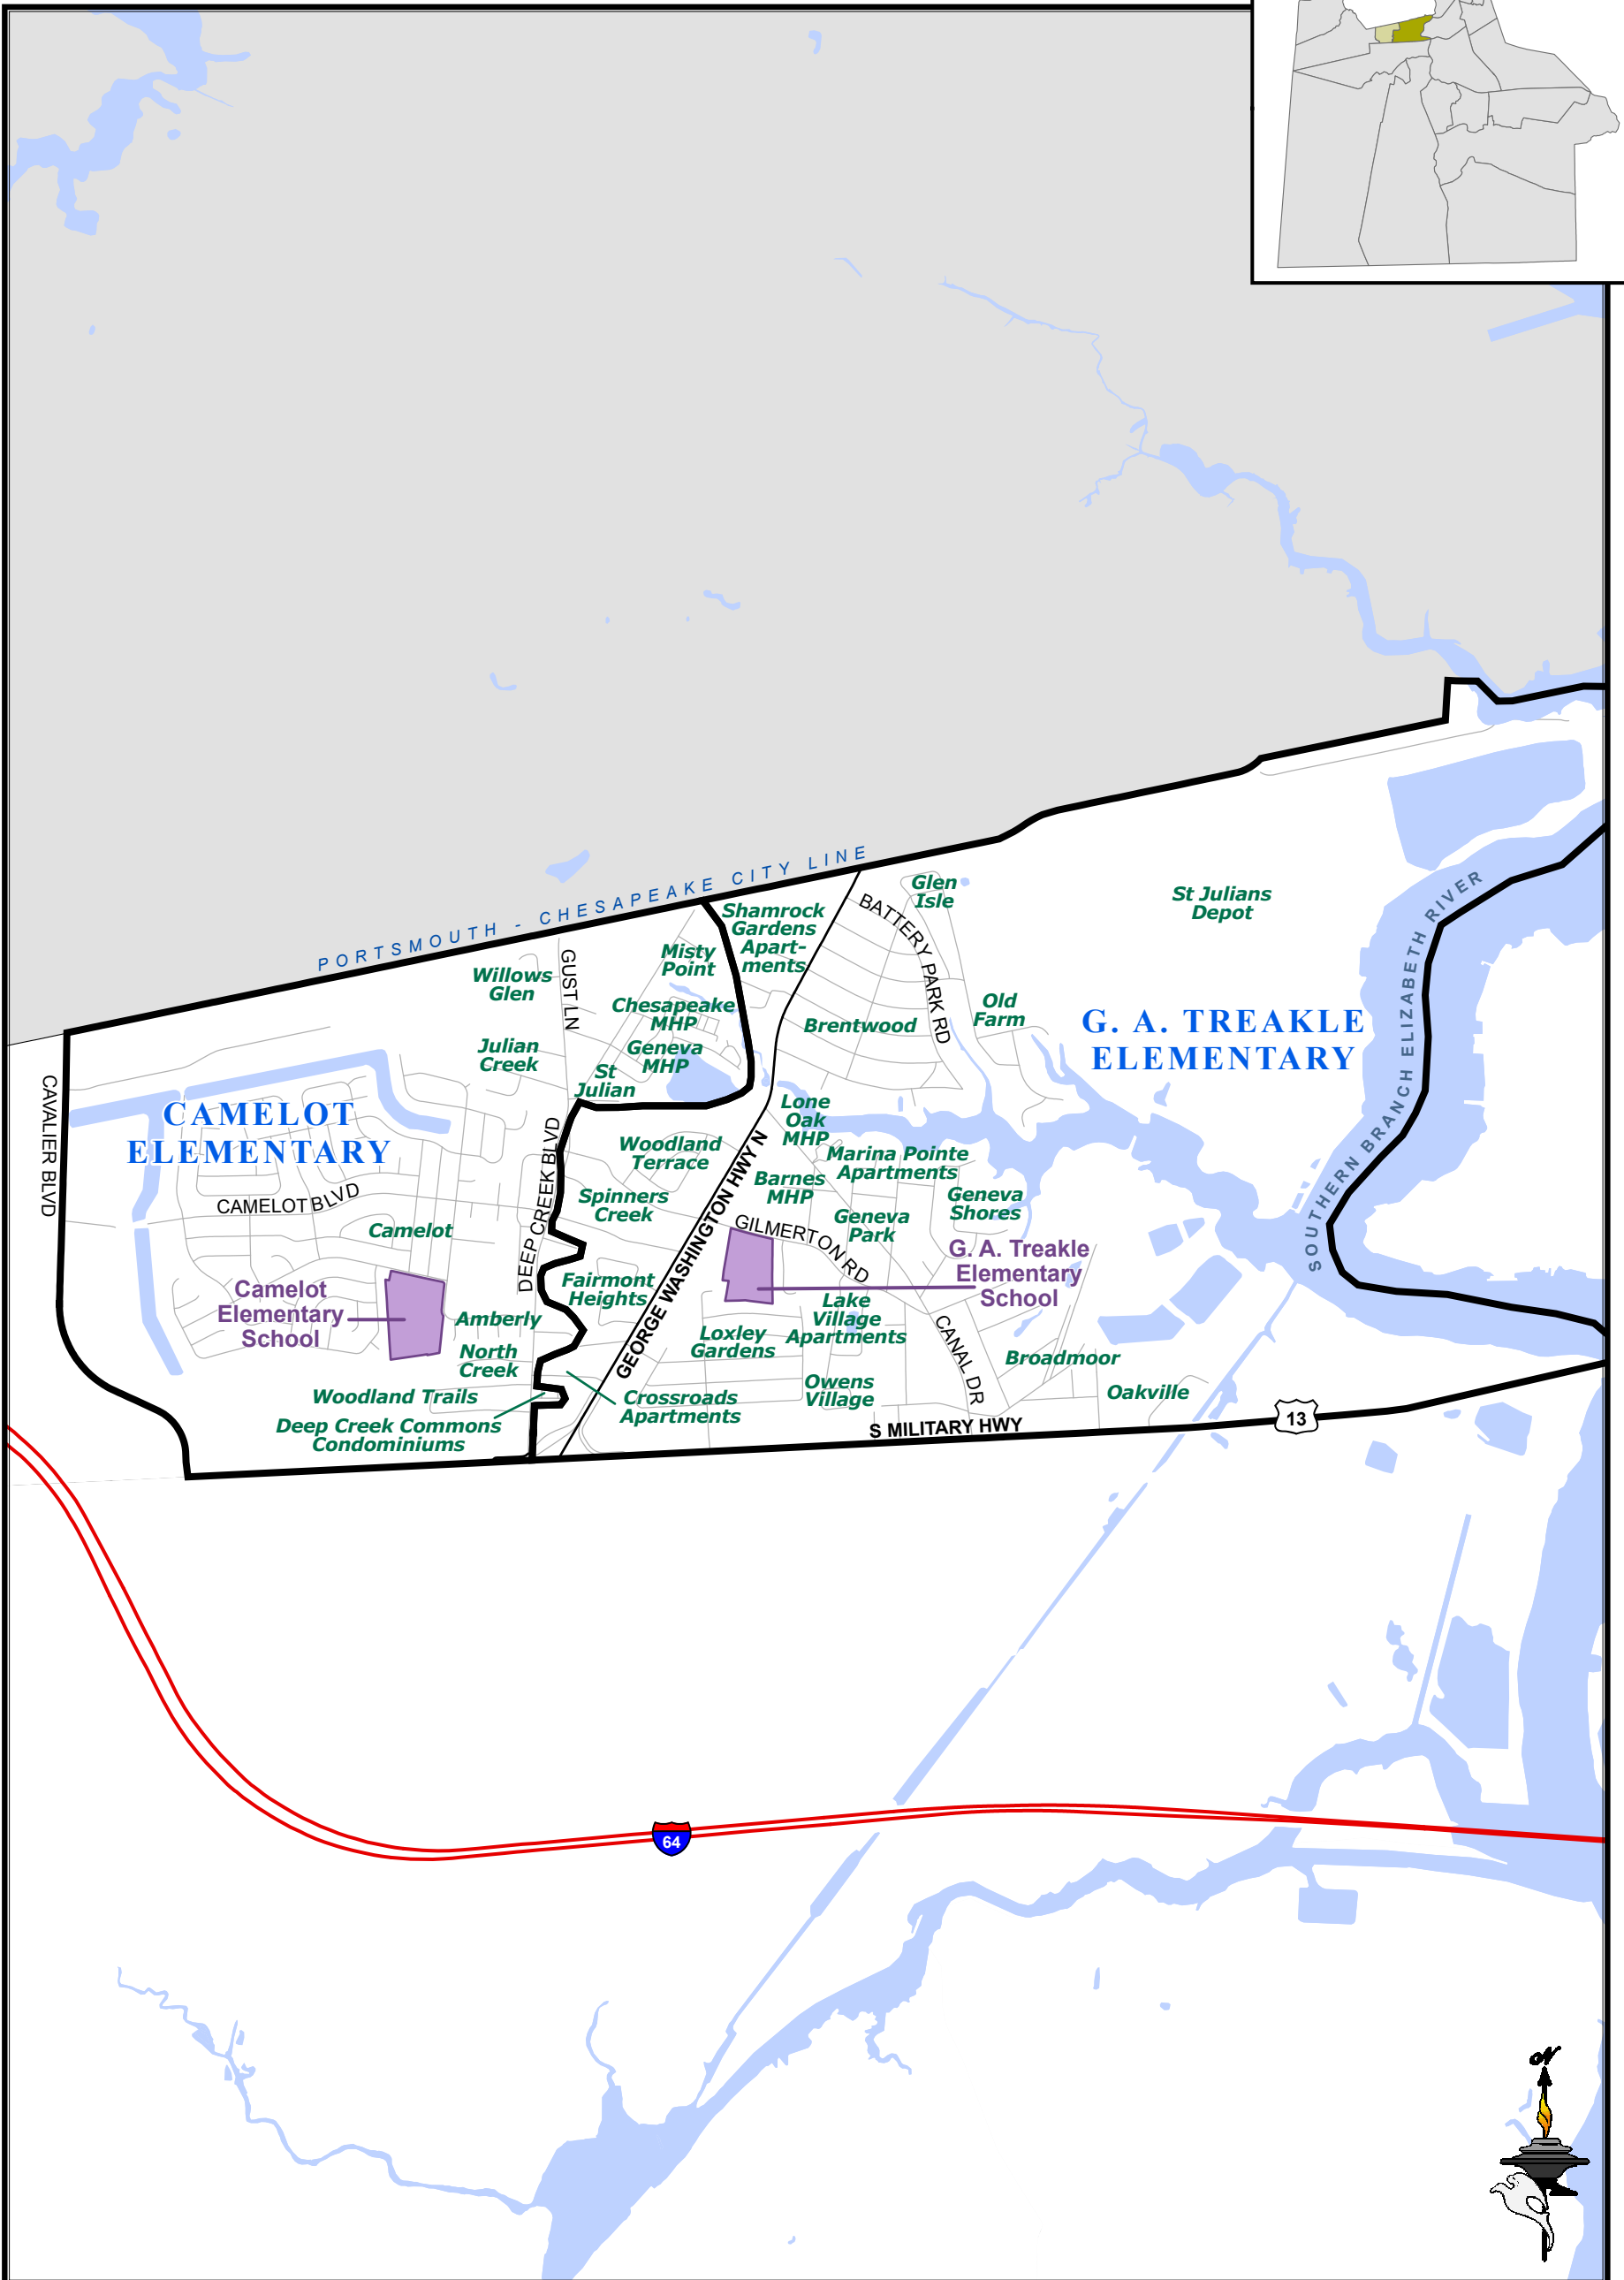 PORTSMOUTH - CHESAPEAKE CITY LINE
Glen
Isle
St Julians
Depot
Shamrock
Gardens
Apart-
ments
BATTERY PARK RD
SOUTHERN BRANCH ELIZABETH RIVER
Misty
Point
GUST LN
Willows
Glen
Chesapeake
MHP
Old
Farm
Brentwood
G. A. TREAKLE
ELEMENTARY
Julian
Creek
Geneva
MHP
St
Julian
CAVALIER BLVD
CAMELOT
ELEMENTARY
Lone
Oak
MHP
DEEP CREEK BLVD
Woodland
Terrace
GEORGE WASHINGTON HWY N
Marina Pointe
Apartments
Barnes
MHP
CAMELOT BLVD
Spinners
Creek
Geneva
Shores
Geneva
Park
GILMERTON RD
Camelot
G. A. Treakle
Elementary
School
Camelot
Elementary
School
Fairmont
Heights
Lake
Village
Apartments
Amberly
Loxley
Gardens
CANAL DR
North
Creek
Broadmoor
Owens
Village
Oakville
Woodland Trails
Crossroads
Apartments
Deep Creek Commons
Condominiums
S MILITARY HWY
13
64
N